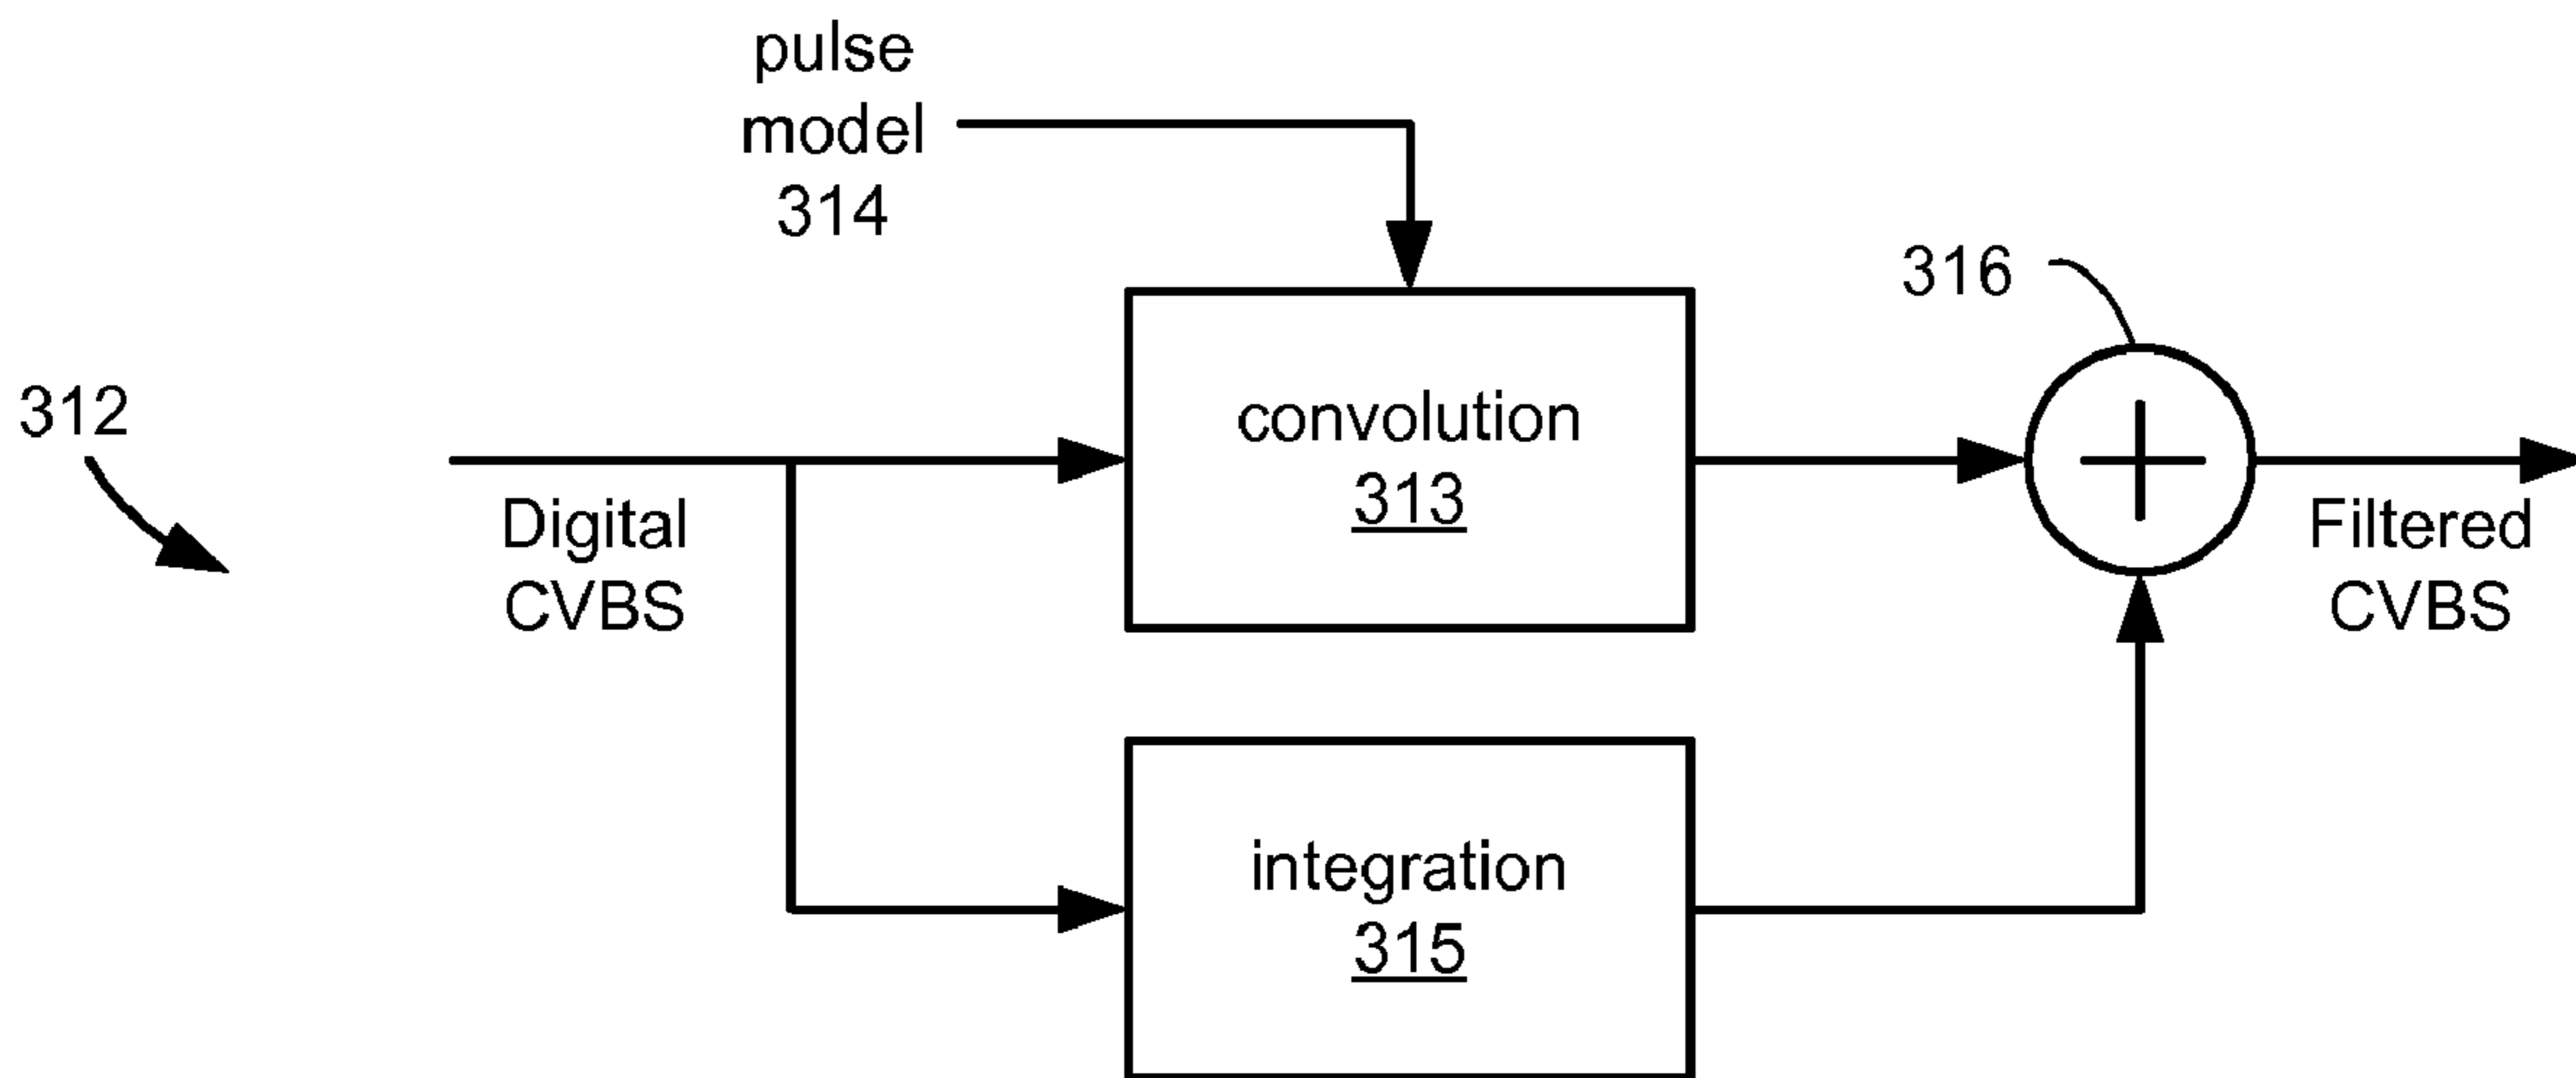 pulse
model
314
316
312
convolution
313
Digital
CVBS
Filtered
CVBS
integration
315